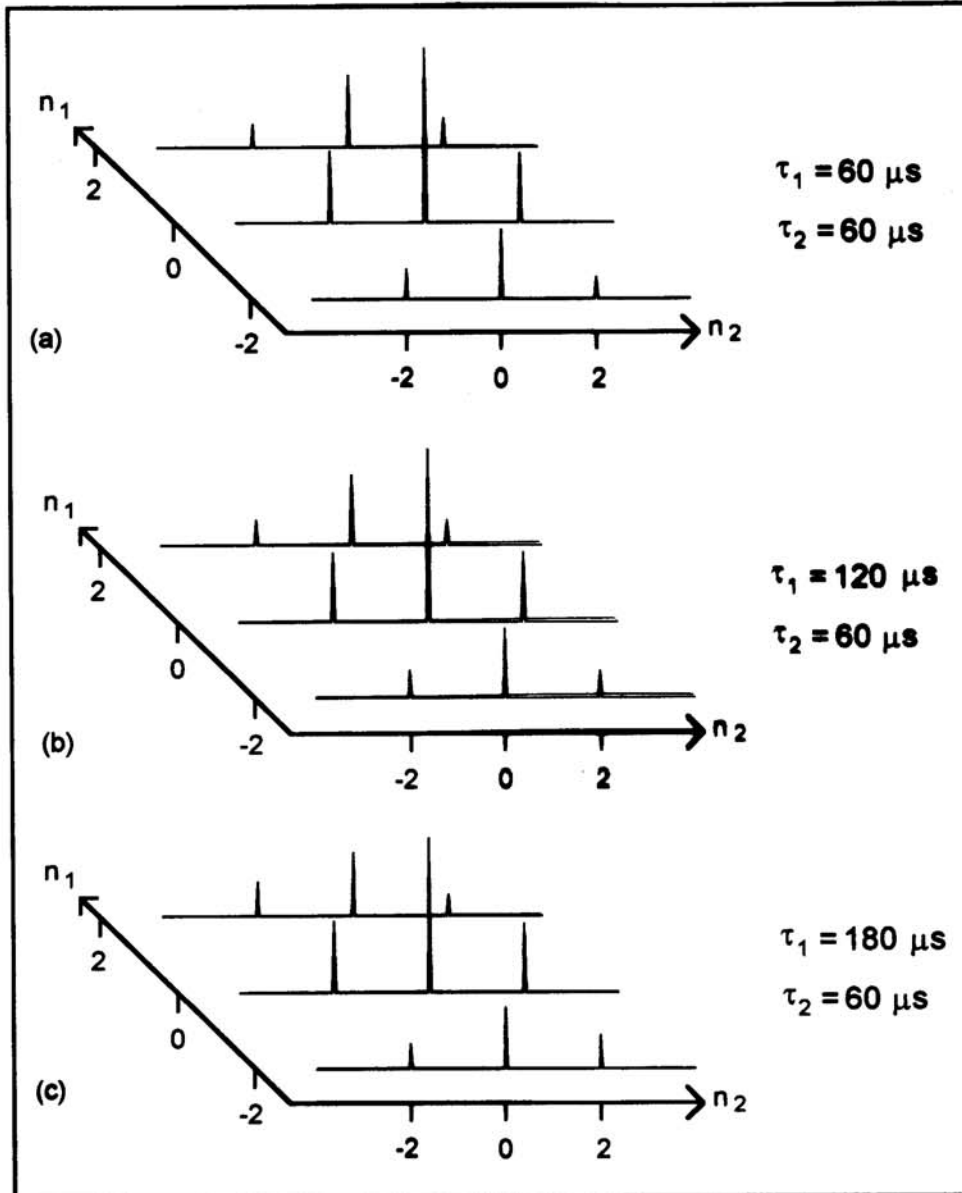 n1
2
0
-2
(a)
-2 0 2
n2
τ1 = 60 μs
τ2 = 60 μs
n1
2
0
-2
(b)
-2 0 2
n2
τ1 = 120 μs
τ2 = 60 μs
n1
2
0
-2
(c)
-2 0 2
n2
τ1 = 180 μs
τ2 = 60 μs